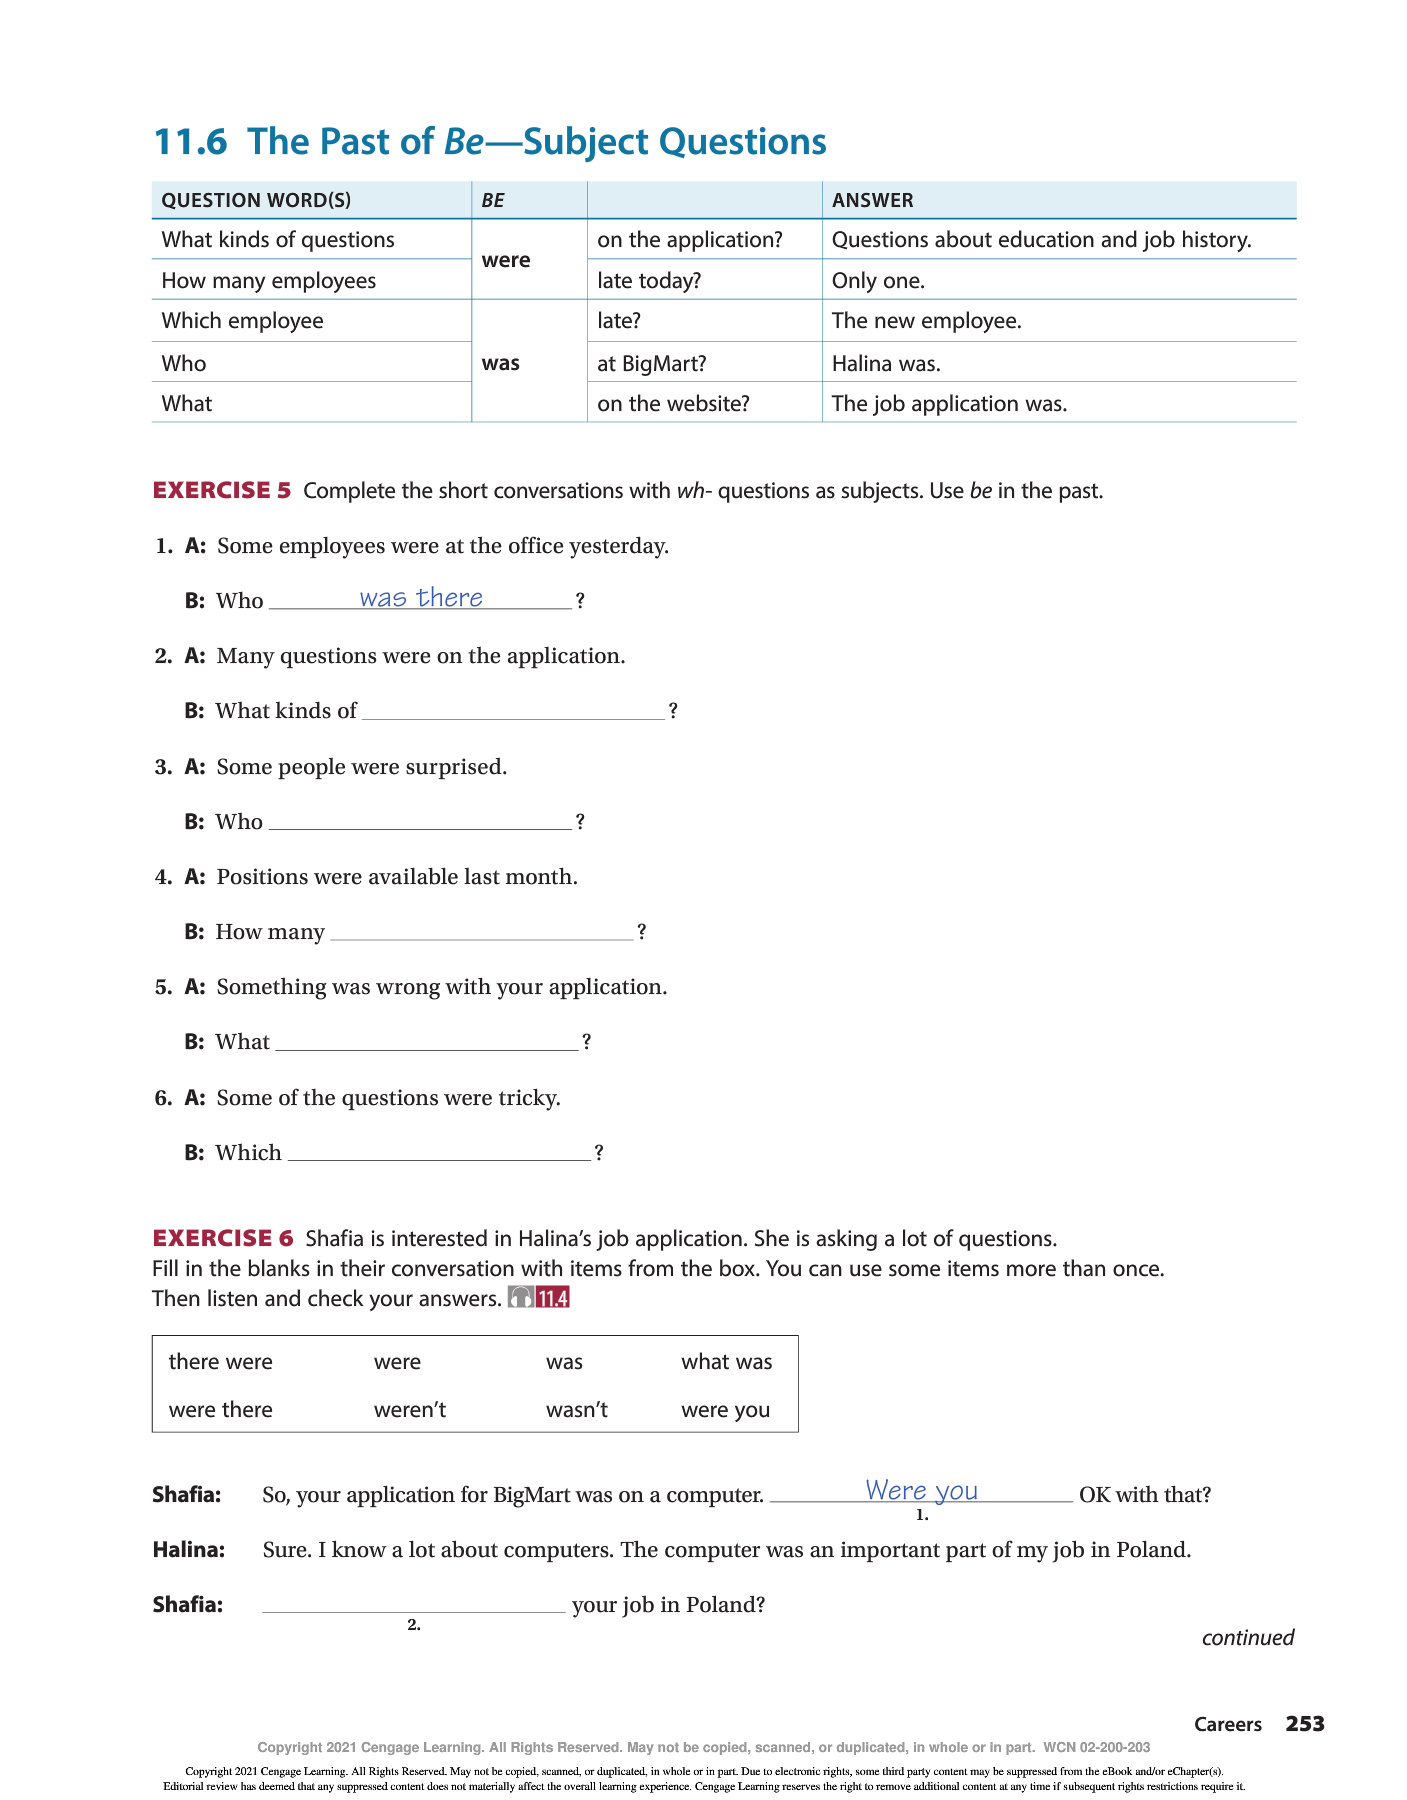 11.6 The Past of Be—Subject Questions
QUESTION WORD(S) BE ANSWER
What kinds of questions were on the application? Questions about education and job history.
How many employees late today? Only one.
Which employee was late? The new employee.
Who at BigMart? Halina was.
What on the website? The job application was.
EXERCISE 5 Complete the short conversations with wh- questions as subjects. Use be in the past.
1. A: Some employees were at the office yesterday.
B: Who was there ?
2. A: Many questions were on the application.
B: What kinds of ?
3. A: Some people were surprised.
B: Who ?
4. A: Positions were available last month.
B: How many ?
5. A: Something was wrong with your application.
B: What ?
6. A: Some of the questions were tricky.
B: Which ?
EXERCISE 6 Shafia is interested in Halina's job application. She is asking a lot of questions.
Fill in the blanks in their conversation with items from the box. You can use some items more than once.
Then listen and check your answers. 11.4
there were were was what was
were there weren't wasn't were you
Shafia: So, your application for BigMart was on a computer. Were you OK with that?
1.
Halina: Sure. I know a lot about computers. The computer was an important part of my job in Poland.
Shafia: your job in Poland?
2.
continued
Careers 253
Copyright 2021 Cengage Learning. All Rights Reserved. May not be copied, scanned, or duplicated, in whole or in part. WCN 02-200-203
Copyright 2021 Cengage Learning. All Rights Reserved. May not be copied, scanned, or duplicated, in whole or in part. Due to electronic rights, some third party content may be suppressed from the eBook and/or eChapter(s).
Editorial review has deemed that any suppressed content does not materially affect the overall learning experience. Cengage Learning reserves the right to remove additional content at any time if subsequent rights restrictions require it.